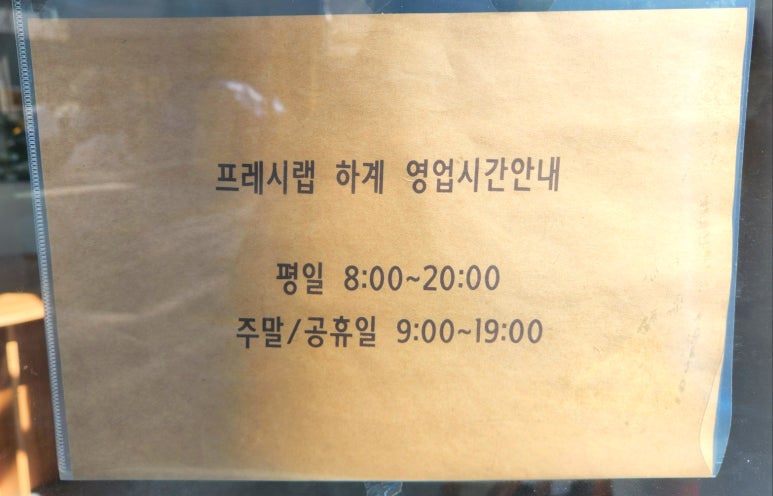 프레시랩 하계 영업시간안내
평일 8:00~20:00
주말/공휴일 9:00~19:00